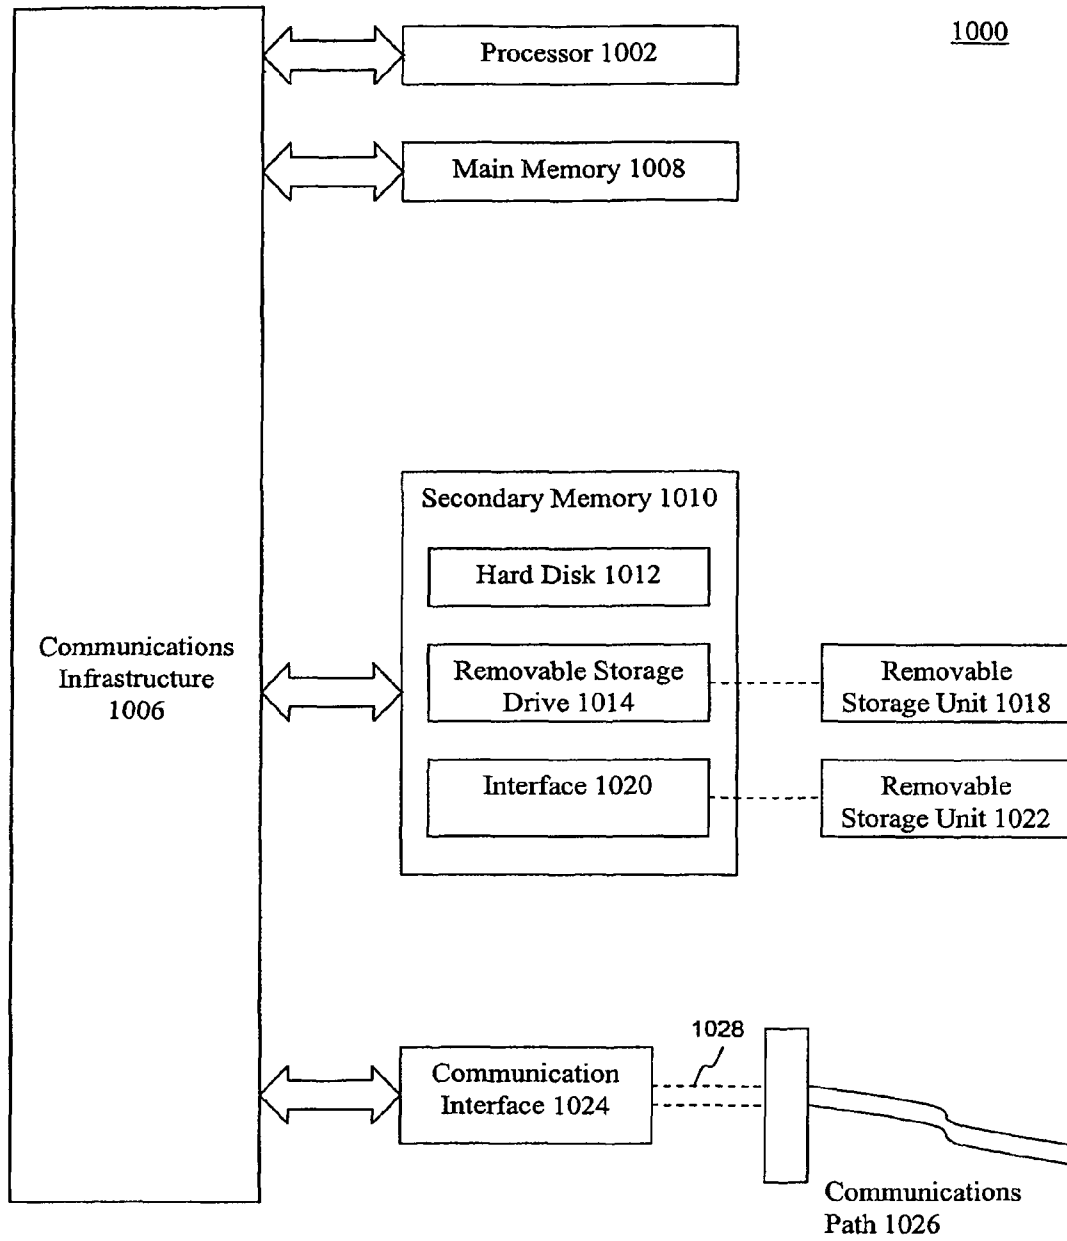 1000
Processor 1002
Main Memory 1008
Secondary Memory 1010
Hard Disk 1012
Communications
Infrastructure
1006
Removable Storage
Drive 1014
Removable
Storage Unit 1018
Interface 1020
Removable
Storage Unit 1022
1028
Communication
Interface 1024
Communications
Path 1026